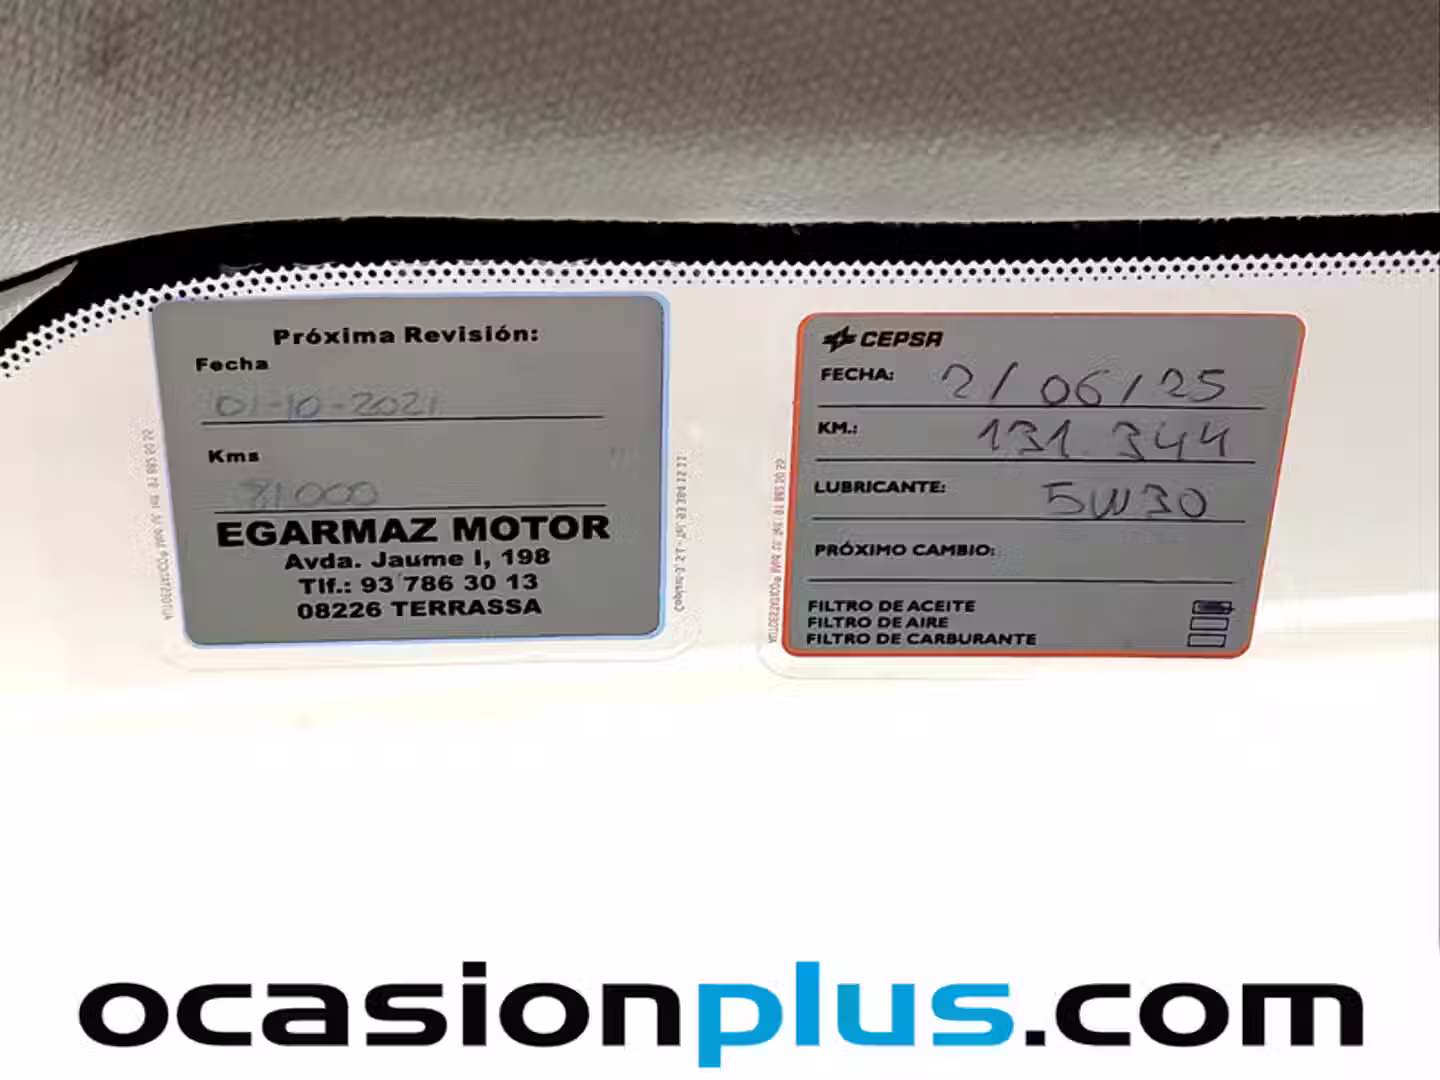 Próxima Revisión:
Fecha
01-10-2021
Kms
81.000
EGARMAZ MOTOR
Avda. Jaume I, 198
Tlf.: 93 786 30 13
08226 TERRASSA
CEPSA
FECHA: 2/06/25
KM.: 131.344
LUBRICANTE: 5W30
PRÓXIMO CAMBIO:
FILTRO DE ACEITE
FILTRO DE AIRE
FILTRO DE CARBURANTE
ocasionplus.com